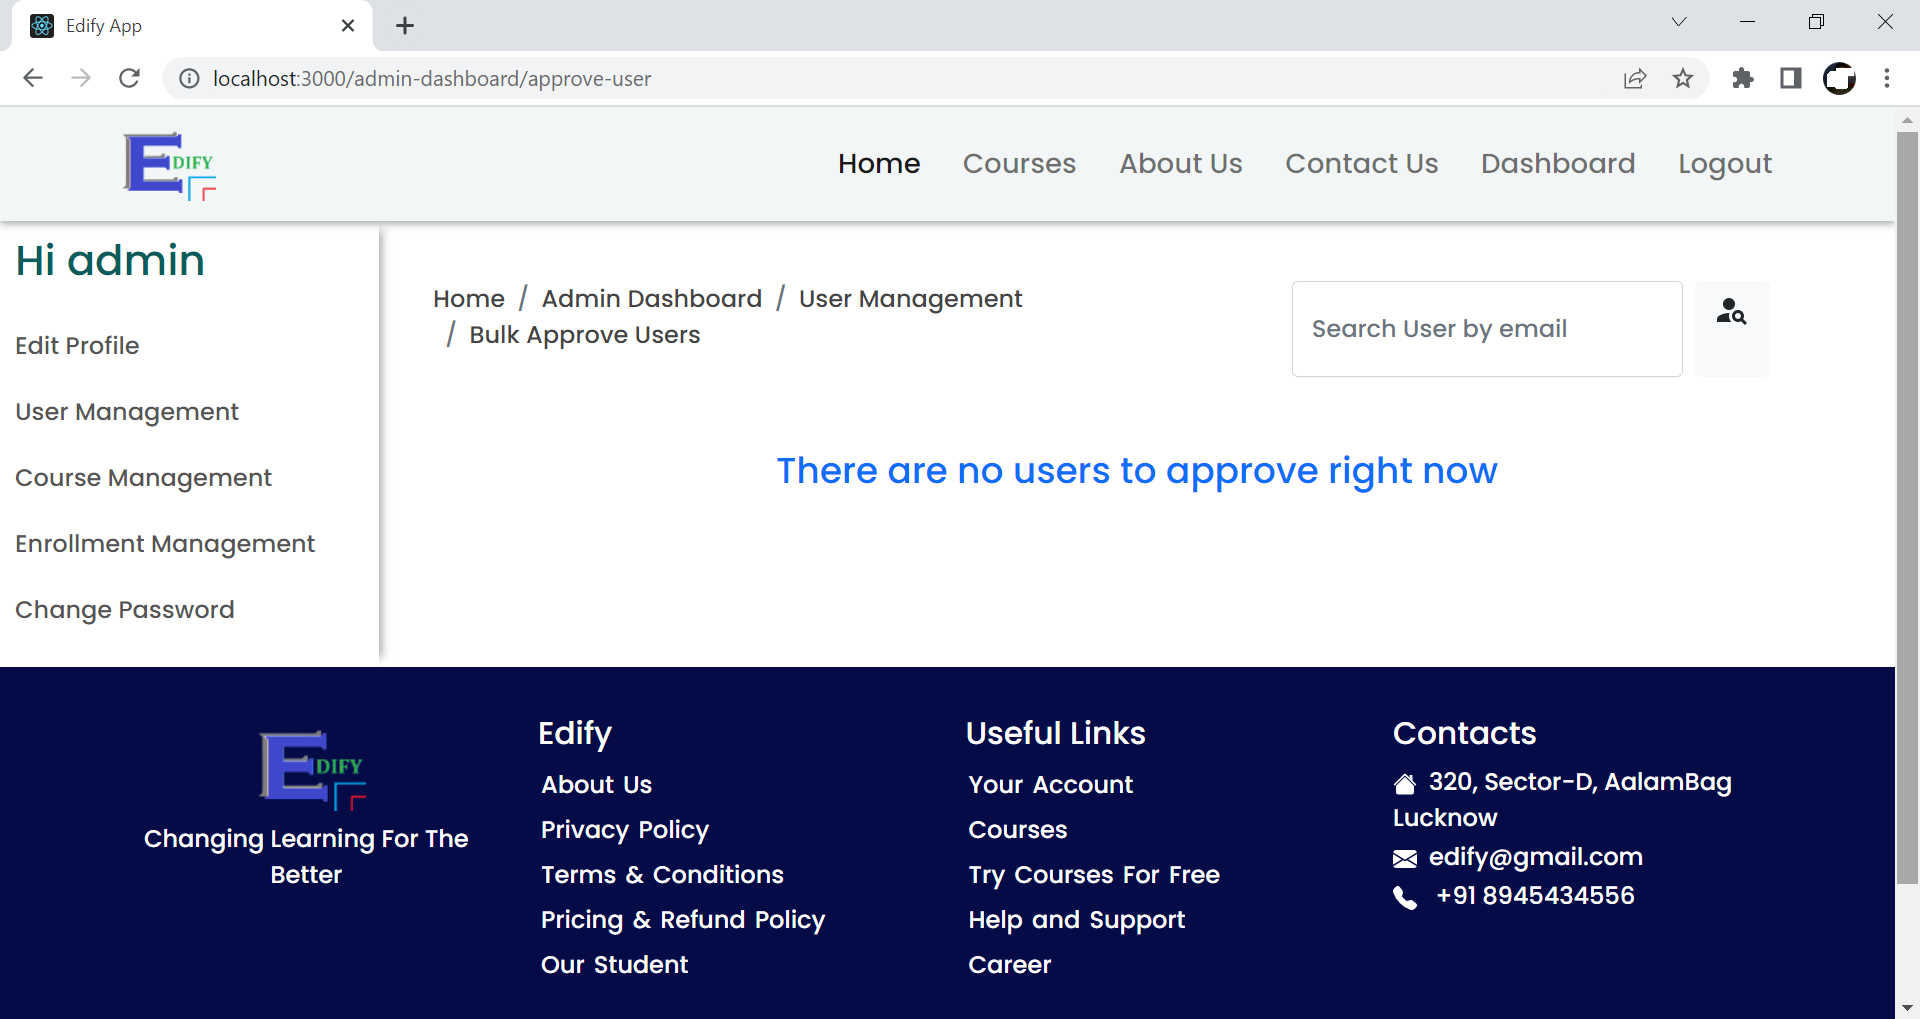 Edify App
localhost:3000/admin-dashboard/approve-user
EDIFY
Home Courses About Us Contact Us Dashboard Logout
Hi admin
Edit Profile
User Management
Course Management
Enrollment Management
Change Password
Home / Admin Dashboard / User Management
/ Bulk Approve Users
Search User by email
There are no users to approve right now
EDIFY
Changing Learning For The
Better
Edify
About Us
Privacy Policy
Terms & Conditions
Pricing & Refund Policy
Our Student
Useful Links
Your Account
Courses
Try Courses For Free
Help and Support
Career
Contacts
320, Sector-D, AalamBag
Lucknow
edify@gmail.com
+91 8945434556